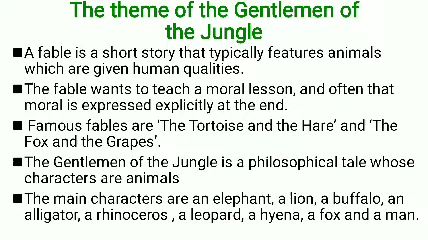 The theme of the Gentlemen of
the Jungle
■A fable is a short story that typically features animals
which are given human qualities.
■The fable wants to teach a moral lesson, and often that
moral is expressed explicitly at the end.
■ Famous fables are ‘The Tortoise and the Hare’ and ‘The
Fox and the Grapes’.
■The Gentlemen of the Jungle is a philosophical tale whose
characters are animals
■The main characters are an elephant, a lion, a buffalo, an
alligator, a rhinoceros , a leopard, a hyena, a fox and a man.